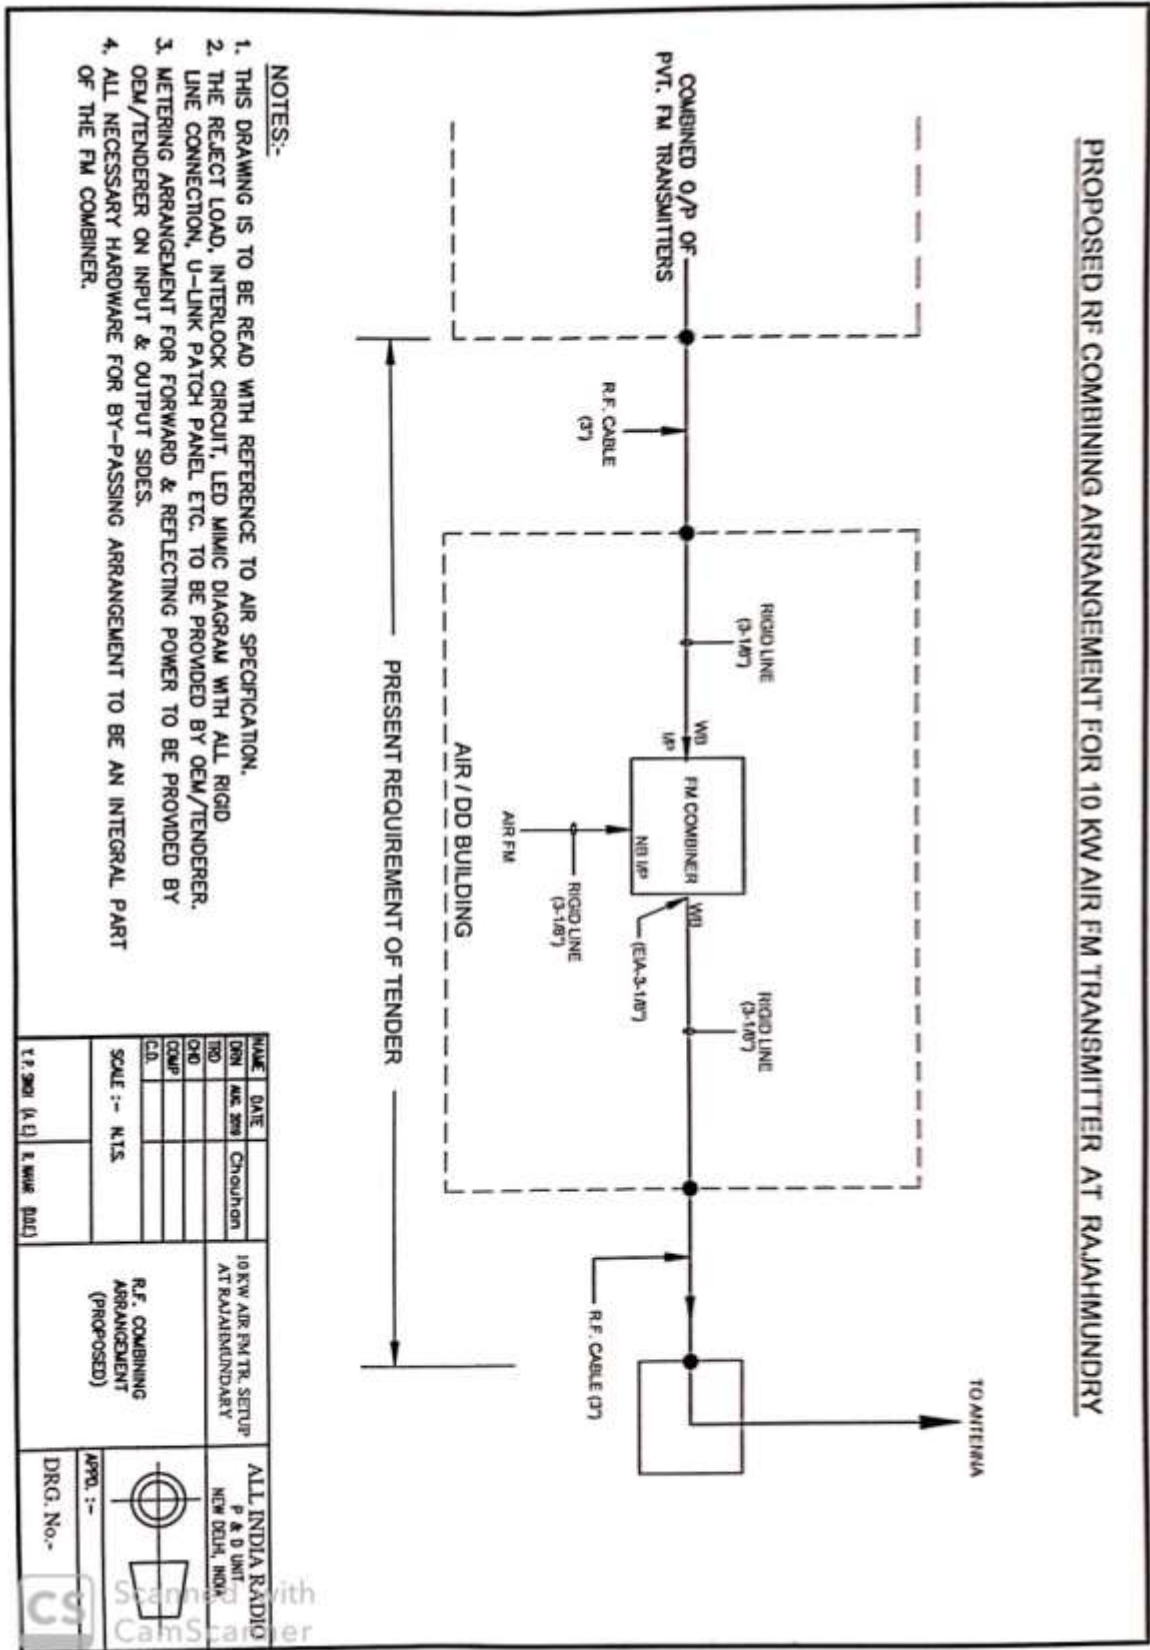 PROPOSED RF COMBINING ARRANGEMENT FOR 10 KW AIR FM TRANSMITTER AT RAJAHMUNDRY
TO ANTENNA
COMBINED O/P OF
PVT. FM TRANSMITTERS
R.F. CABLE
(3")
RIGID LINE
(3-1/8")
WB
I/P
FM COMBINER
NB I/P
WB
(EIA-3-1/8")
RIGID LINE
(3-1/8")
AIR FM
RIGID LINE
(3-1/8")
R.F. CABLE (3")
AIR / DD BUILDING
PRESENT REQUIREMENT OF TENDER
NOTES:-
1. THIS DRAWING IS TO BE READ WITH REFERENCE TO AIR SPECIFICATION.
2. THE REJECT LOAD, INTERLOCK CIRCUIT, LED MIMIC DIAGRAM WITH ALL RIGID
LINE CONNECTION, U-LINK PATCH PANEL ETC. TO BE PROVIDED BY OEM/TENDERER.
3. METERING ARRANGEMENT FOR FORWARD & REFLECTING POWER TO BE PROVIDED BY
OEM/TENDERER ON INPUT & OUTPUT SIDES.
4. ALL NECESSARY HARDWARE FOR BY-PASSING ARRANGEMENT TO BE AN INTEGRAL PART
OF THE FM COMBINER.
NAME DATE
DRN AUG. 2019 Chouhan
TRD
CHD
COMP
C.D.
SCALE :- N.T.S.
T.P. SINGH (A.E.)
(D.D.E)
10 KW AIR FM TR. SETUP
AT RAJAHMUNDARY
R.F. COMBINING
ARRANGEMENT
(PROPOSED)
ALL INDIA RADIO
P & D UNIT
NEW DELHI, INDIA
APPD. :-
DRG. No.-
CS
Scanned with
CamScanner